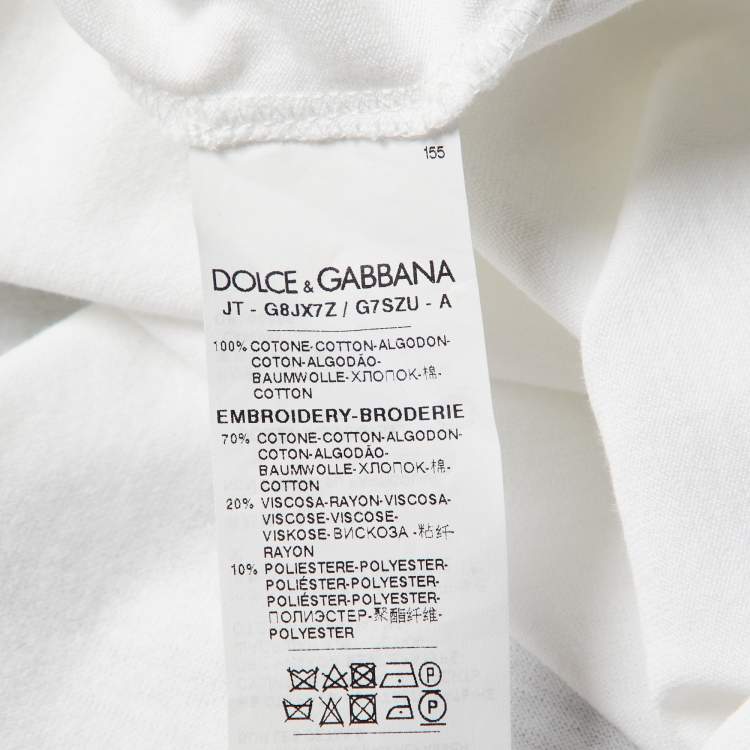 155
DOLCE & GABBANA
JT - G8JX7Z / G7SZU - A
100% COTONE-COTTON-ALGODON-
COTON-ALGODÃO-
BAUMWOLLE-ХЛОПОК-棉-
COTTON
EMBROIDERY-BRODERIE
70% COTONE-COTTON-ALGODON-
COTON-ALGODÃO-
BAUMWOLLE-ХЛОПОК-棉-
COTTON
20% VISCOSA-RAYON-VISCOSA-
VISCOSE-VISCOSE-
VISKOSE-ВИСКОЗА -粘纤-
RAYON
10% POLIESTERE-POLYESTER-
POLIÉSTER-POLYESTER-
POLIÉSTER-POLYESTER-
ПОЛИЭСТЕР-聚酯纤维-
POLYESTER
P
P